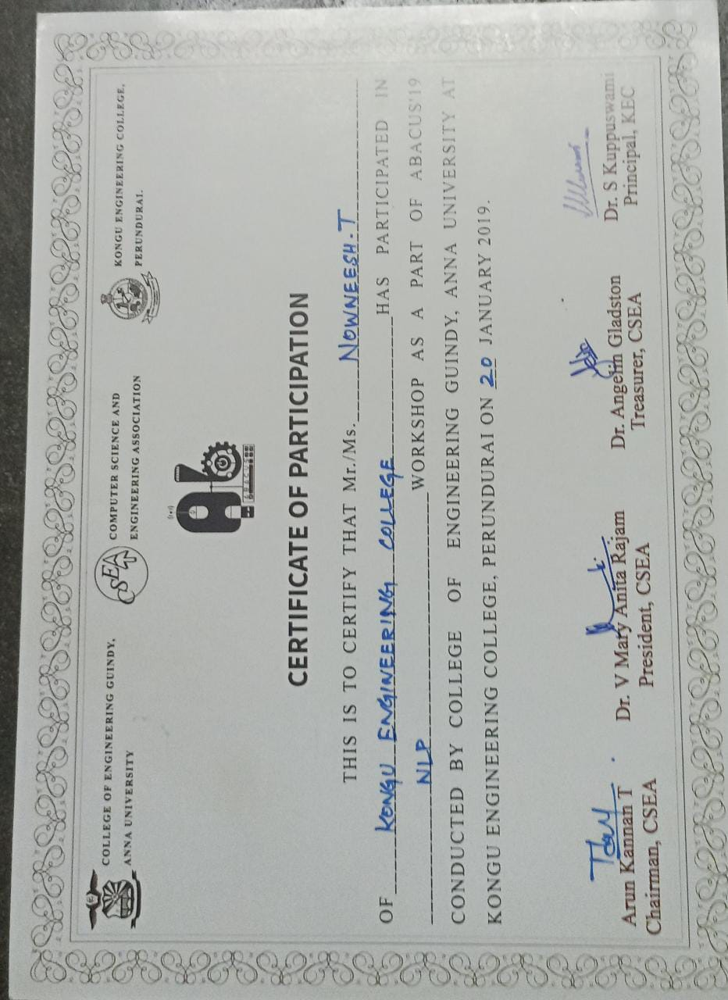 COLLEGE OF ENGINEERING GUINDY,
ANNA UNIVERSITY
CSEA
COMPUTER SCIENCE AND
ENGINEERING ASSOCIATION
KONGU ENGINEERING COLLEGE,
PERUNDURAI.
ABACUS
CERTIFICATE OF PARTICIPATION
THIS IS TO CERTIFY THAT Mr./Ms. NOWNEESH.T
OF KONGU ENGINEERING COLLEGE HAS PARTICIPATED IN
NLP WORKSHOP AS A PART OF ABACUS'19
CONDUCTED BY COLLEGE OF ENGINEERING GUINDY, ANNA UNIVERSITY AT
KONGU ENGINEERING COLLEGE, PERUNDURAI ON 20 JANUARY 2019.
Arun Kannan T
Chairman, CSEA
Dr. V Mary Anita Rajam
President, CSEA
Dr. Angelin Gladston
Treasurer, CSEA
Dr. S Kuppuswami
Principal, KEC